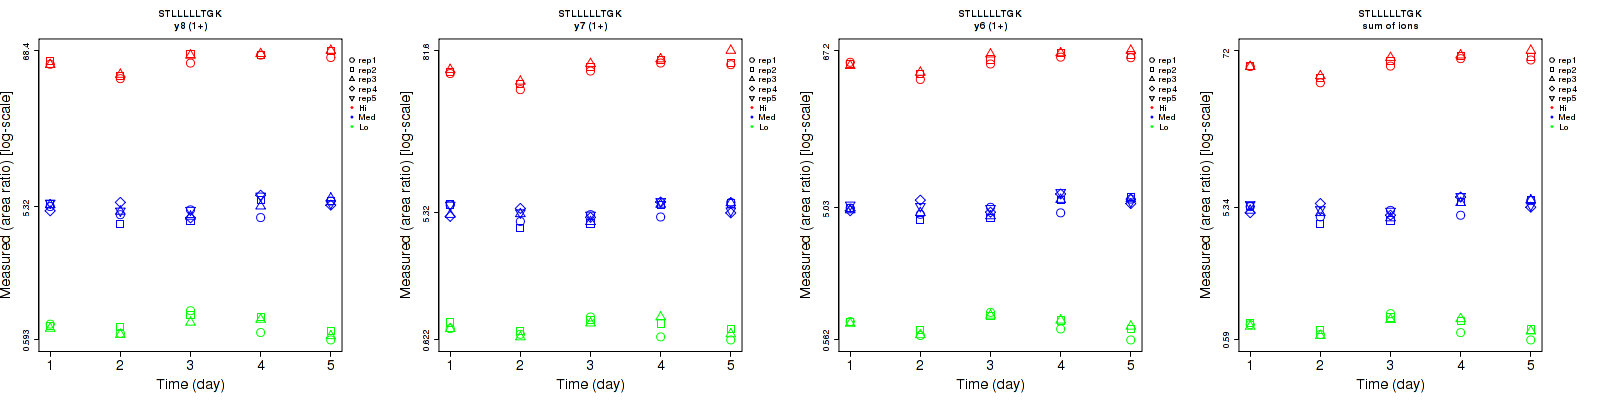 STLLLLLTGK
y8 (1+)
68.4
5.32
0.593
Measured (area ratio) [log-scale]
1 2 3 4 5
Time (day)
rep1
rep2
rep3
rep4
rep5
Hi
Med
Lo
STLLLLLTGK
y7 (1+)
81.6
5.22
0.622
Measured (area ratio) [log-scale]
1 2 3 4 5
Time (day)
rep1
rep2
rep3
rep4
rep5
Hi
Med
Lo
STLLLLLTGK
y6 (1+)
67.2
5.03
0.562
Measured (area ratio) [log-scale]
1 2 3 4 5
Time (day)
rep1
rep2
rep3
rep4
rep5
Hi
Med
Lo
STLLLLLTGK
sum of ions
72
5.34
0.59
Measured (area ratio) [log-scale]
1 2 3 4 5
Time (day)
rep1
rep2
rep3
rep4
rep5
Hi
Med
Lo